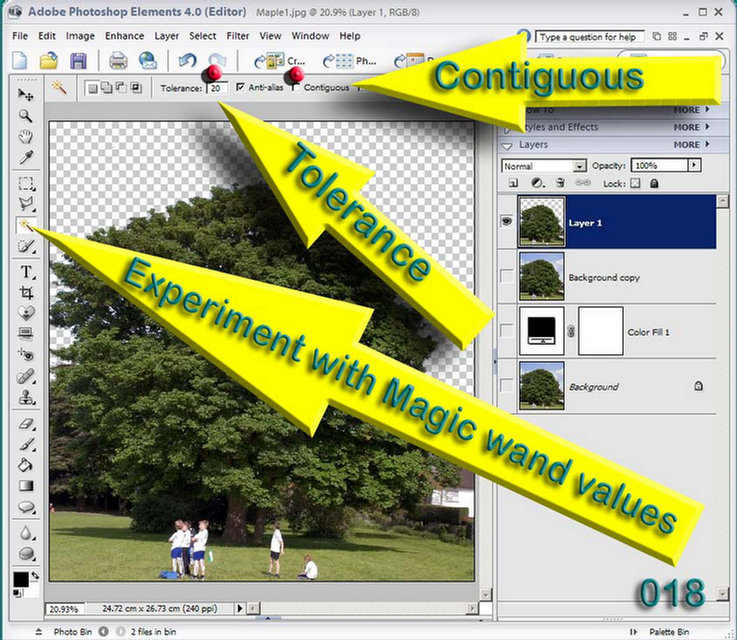 Adobe Photoshop Elements 4.0 (Editor) Maple1.jpg @ 20.9% (Layer 1, RGB/8)
File Edit Image Enhance Layer Select Filter View Window Help
Type a question for help
Cr... Ph...
Tolerance: 20 Anti-alias Contiguous
Contiguous
How To MORE
Styles and Effects MORE
Layers MORE
Normal Opacity: 100%
Lock:
Tolerance
Layer 1
Background copy
Color Fill 1
Background
Experiment with Magic wand values
T
018
20.93% 24.72 cm x 26.73 cm (240 ppi)
Photo Bin 2 files in bin Palette Bin